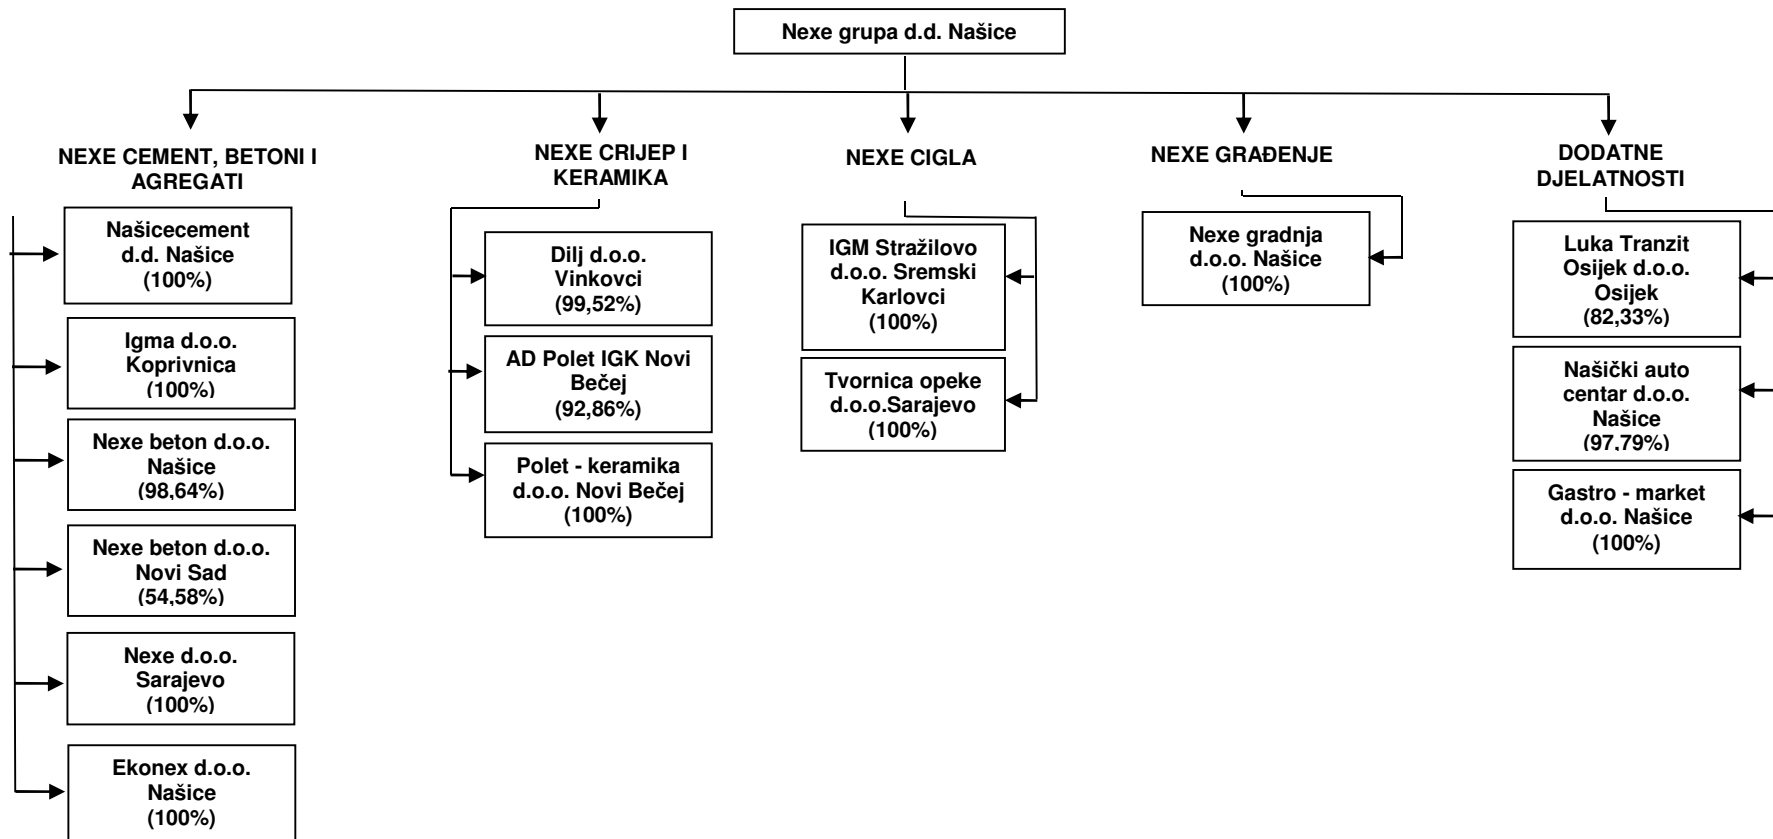 Nexe grupa d.d. Našice
NEXE CEMENT, BETONI I
AGREGATI
Našicecement
d.d. Našice
(100%)
Igma d.o.o.
Koprivnica
(100%)
Nexe beton d.o.o.
Našice
(98,64%)
Nexe beton d.o.o.
Novi Sad
(54,58%)
Nexe d.o.o.
Sarajevo
(100%)
Ekonex d.o.o.
Našice
(100%)
NEXE CRIJEP I
KERAMIKA
Dilj d.o.o.
Vinkovci
(99,52%)
AD Polet IGK Novi
Bečej
(92,86%)
Polet - keramika
d.o.o. Novi Bečej
(100%)
NEXE CIGLA
IGM Stražilovo
d.o.o. Sremski
Karlovci
(100%)
Tvornica opeke
d.o.o.Sarajevo
(100%)
NEXE GRAĐENJE
Nexe gradnja
d.o.o. Našice
(100%)
DODATNE
DJELATNOSTI
Luka Tranzit
Osijek d.o.o.
Osijek
(82,33%)
Našički auto
centar d.o.o.
Našice
(97,79%)
Gastro - market
d.o.o. Našice
(100%)